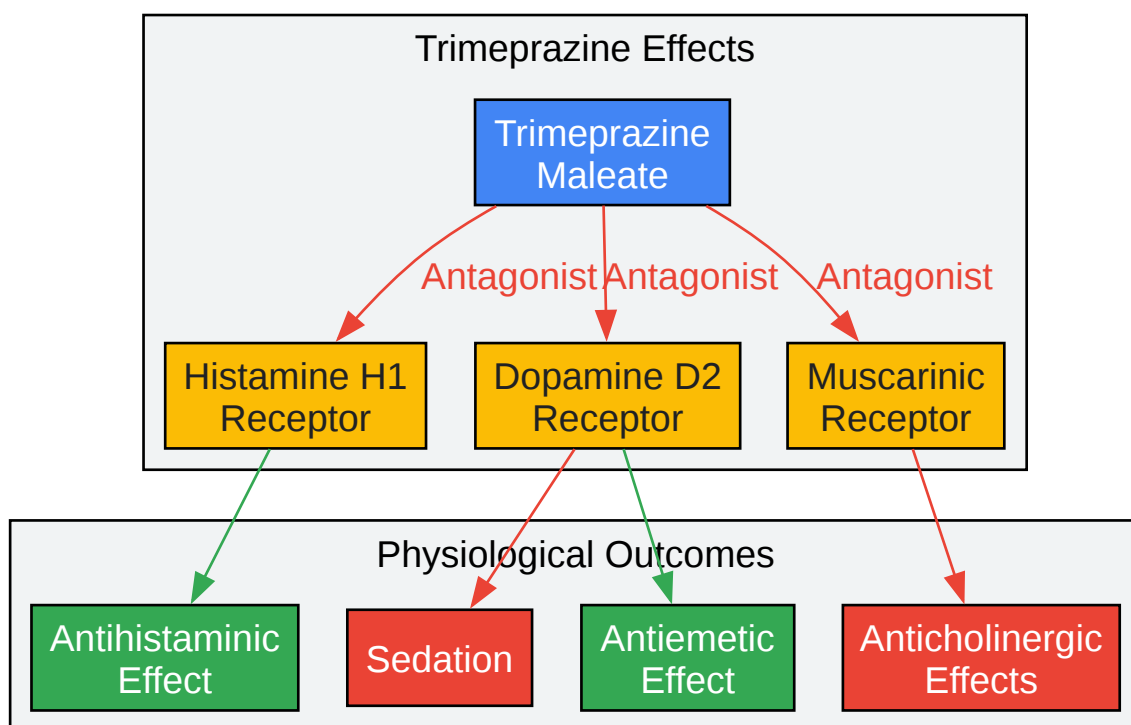 Trimeprazine Effects
Trimeprazine
Maleate
Antagonist Antagonist Antagonist
Histamine H1
Receptor
Dopamine D2
Receptor
Muscarinic
Receptor
Physiological Outcomes
Antihistaminic
Effect
Sedation
Antiemetic
Effect
Anticholinergic
Effects